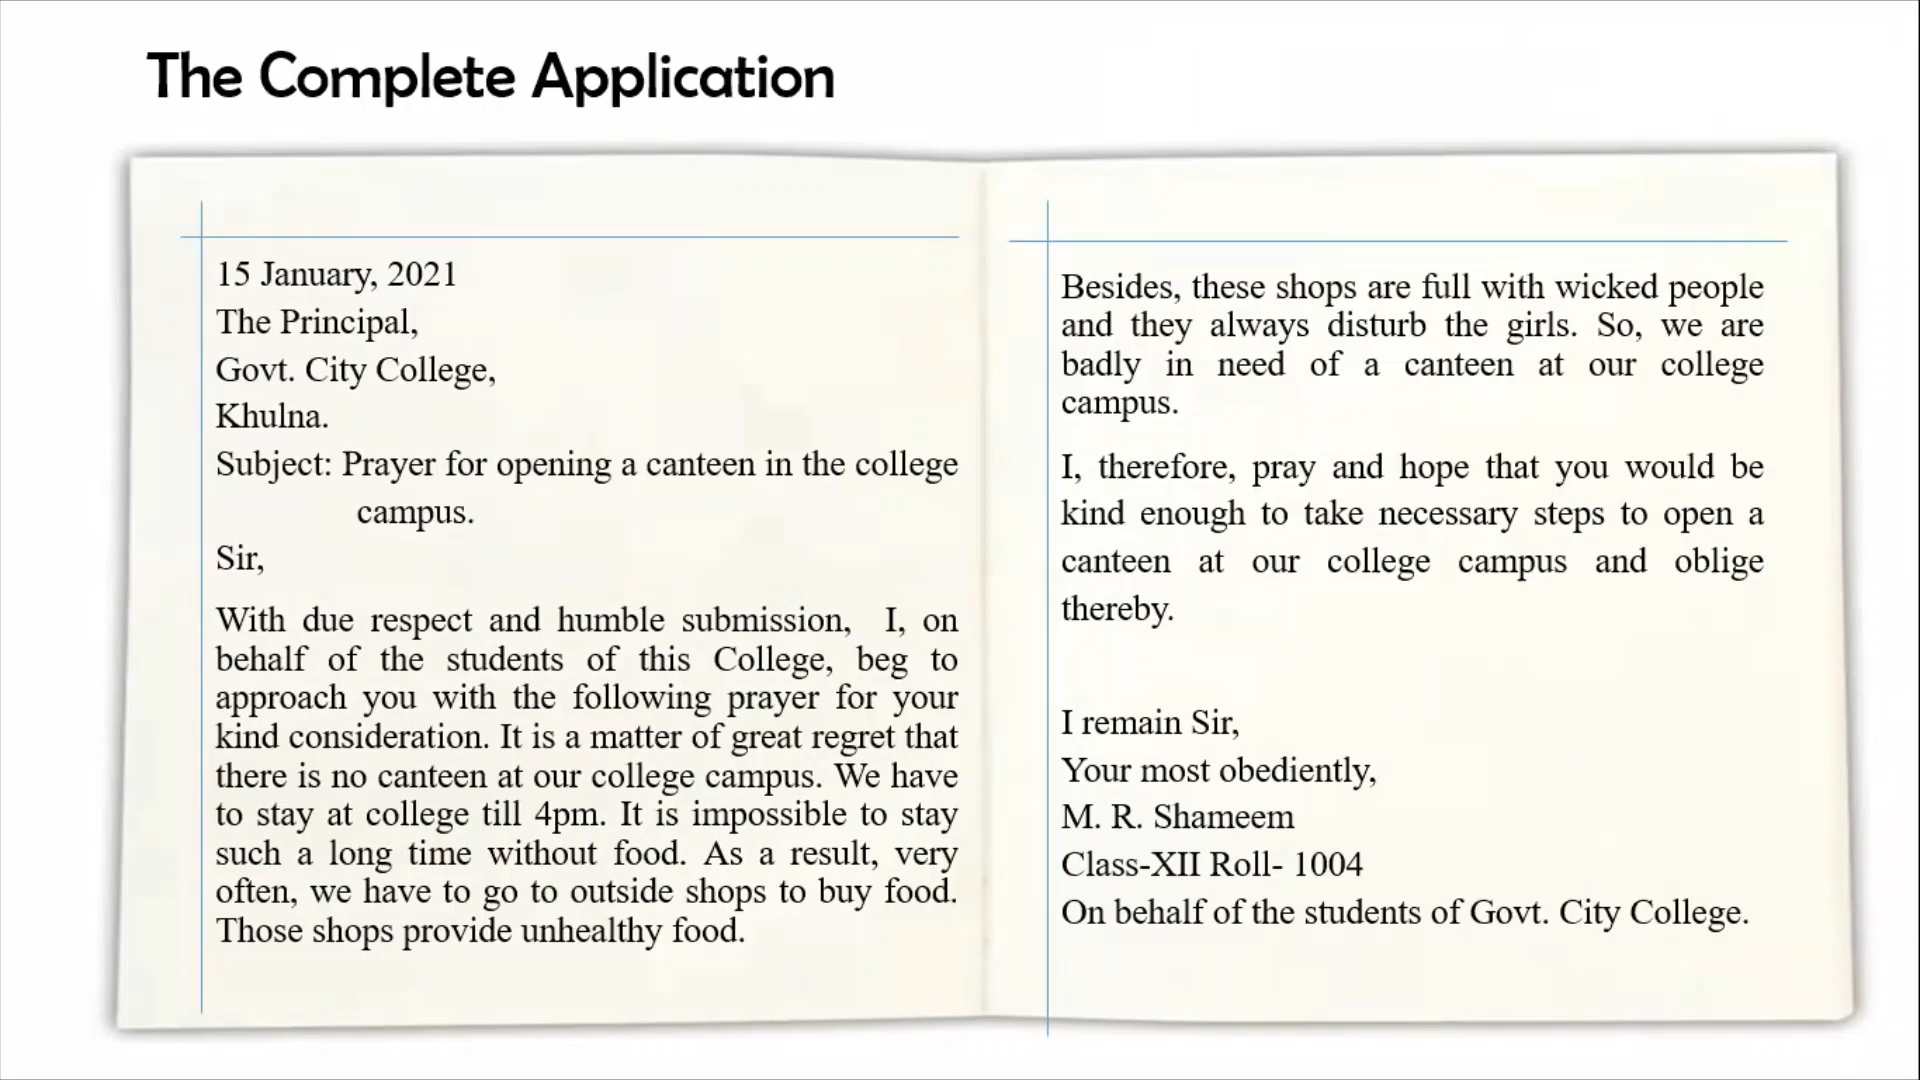 The Complete Application
15 January, 2021
The Principal,
Govt. City College,
Khulna.
Subject: Prayer for opening a canteen in the college
campus.
Sir,
With due respect and humble submission, I, on
behalf of the students of this College, beg to
approach you with the following prayer for your
kind consideration. It is a matter of great regret that
there is no canteen at our college campus. We have
to stay at college till 4pm. It is impossible to stay
such a long time without food. As a result, very
often, we have to go to outside shops to buy food.
Those shops provide unhealthy food.
Besides, these shops are full with wicked people
and they always disturb the girls. So, we are
badly in need of a canteen at our college
campus.
I, therefore, pray and hope that you would be
kind enough to take necessary steps to open a
canteen at our college campus and oblige
thereby.
I remain Sir,
Your most obediently,
M. R. Shameem
Class-XII Roll- 1004
On behalf of the students of Govt. City College.